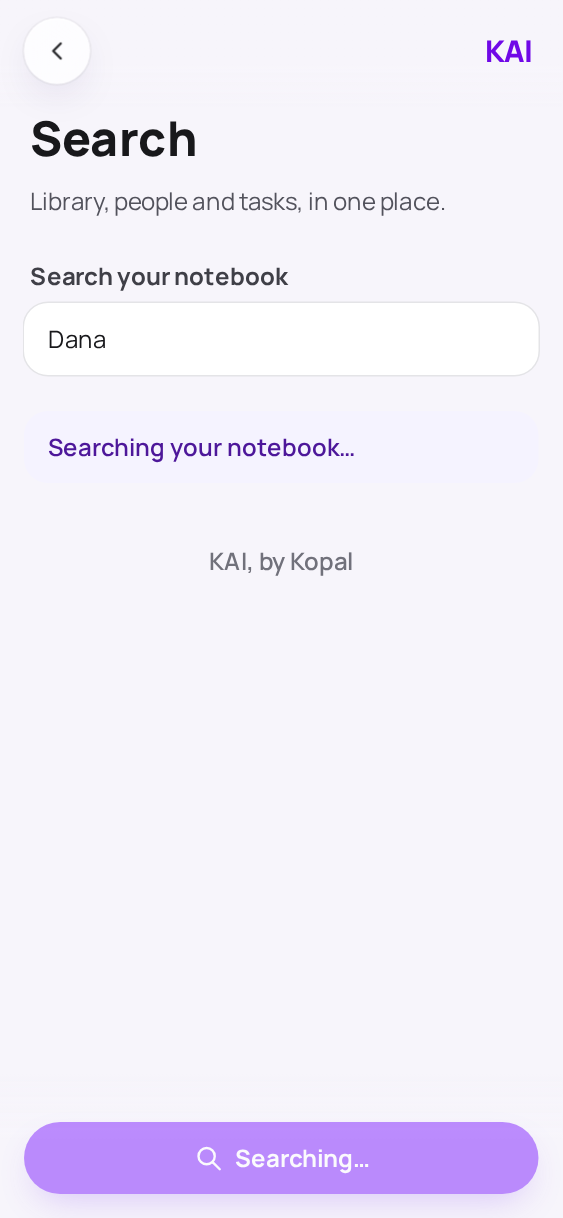 KAI
Search
Library, people and tasks, in one place.
Search your notebook
Dana
Searching your notebook…
KAI, by Kopal
Searching…